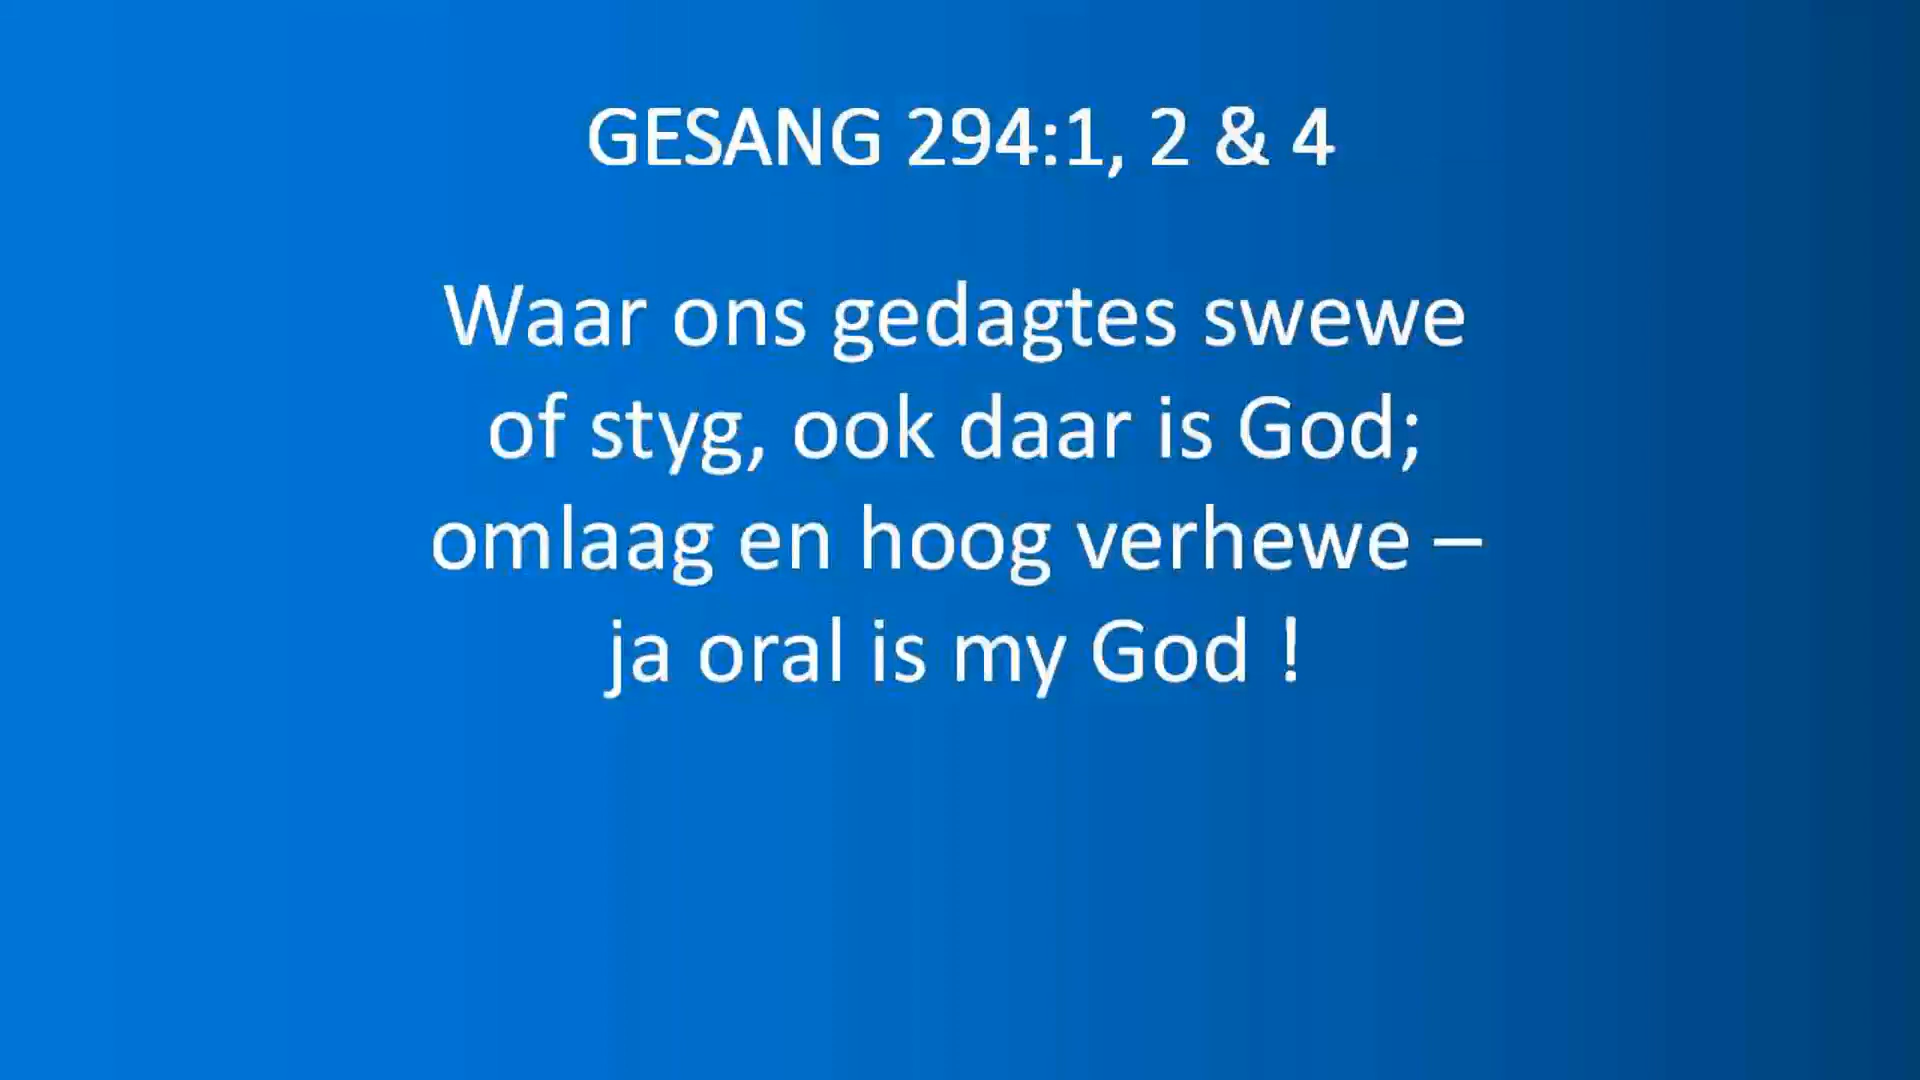 GESANG 294:1, 2 & 4
Waar ons gedagtes swewe
of styg, ook daar is God;
omlaag en hoog verhewe –
ja oral is my God !